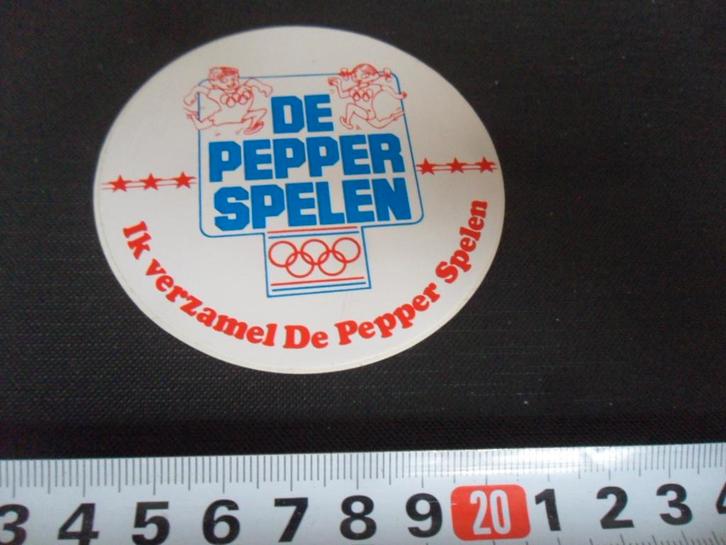 DE
PEPPER
SPELEN
Ik verzamel De Pepper Spelen
3 4 5 6 7 8 9 20 1 2 3 4